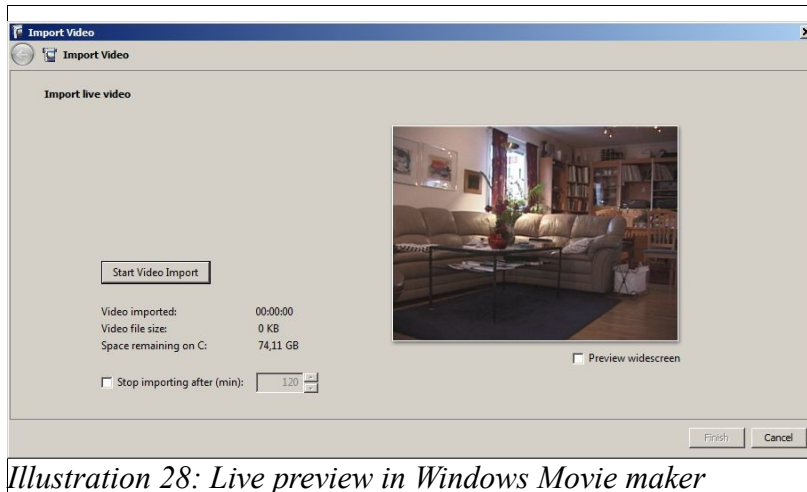 Import Video
Import Video
Import live video
Start Video Import
Video imported: 00:00:00
Video file size: 0 KB
Space remaining on C: 74,11 GB
Preview widescreen
Stop importing after (min): 120
Finish Cancel
Illustration 28: Live preview in Windows Movie maker